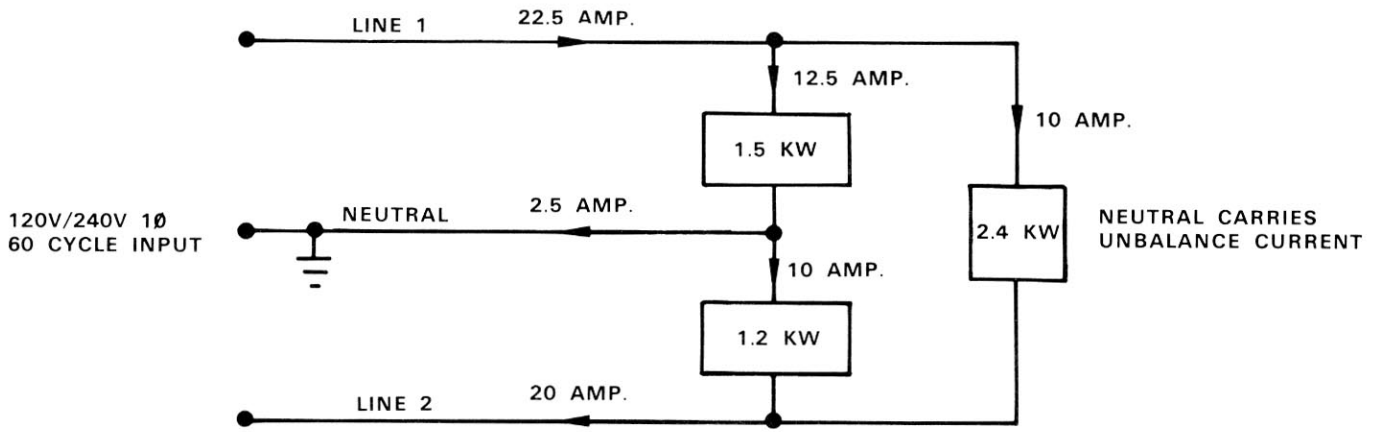 LINE 1
22.5 AMP.
12.5 AMP.
10 AMP.
1.5 KW
120V/240V 1Ø
60 CYCLE INPUT
NEUTRAL
2.5 AMP.
2.4 KW
NEUTRAL CARRIES
UNBALANCE CURRENT
10 AMP.
1.2 KW
LINE 2
20 AMP.